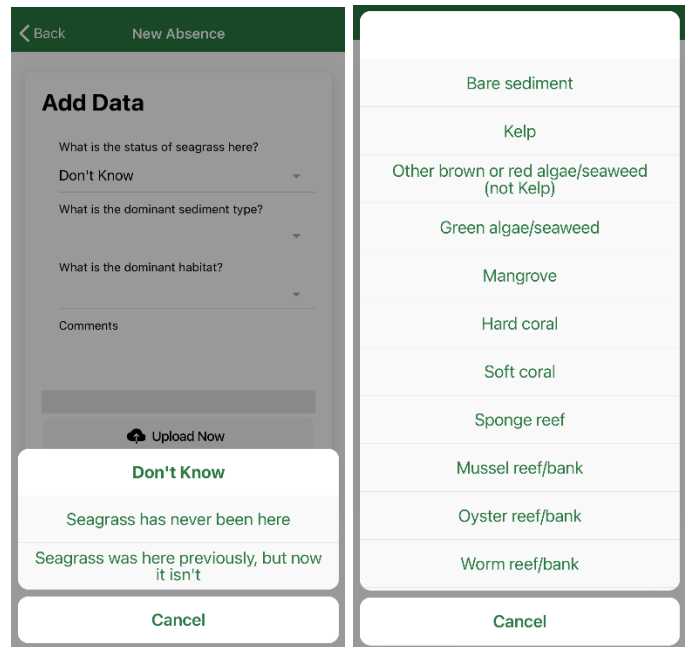 Back
New Absence
Add Data
What is the status of seagrass here?
Don't Know
What is the dominant sediment type?
What is the dominant habitat?
Comments
Upload Now
Don't Know
Seagrass has never been here
Seagrass was here previously, but now
it isn't
Cancel
Bare sediment
Kelp
Other brown or red algae/seaweed
(not Kelp)
Green algae/seaweed
Mangrove
Hard coral
Soft coral
Sponge reef
Mussel reef/bank
Oyster reef/bank
Worm reef/bank
Cancel